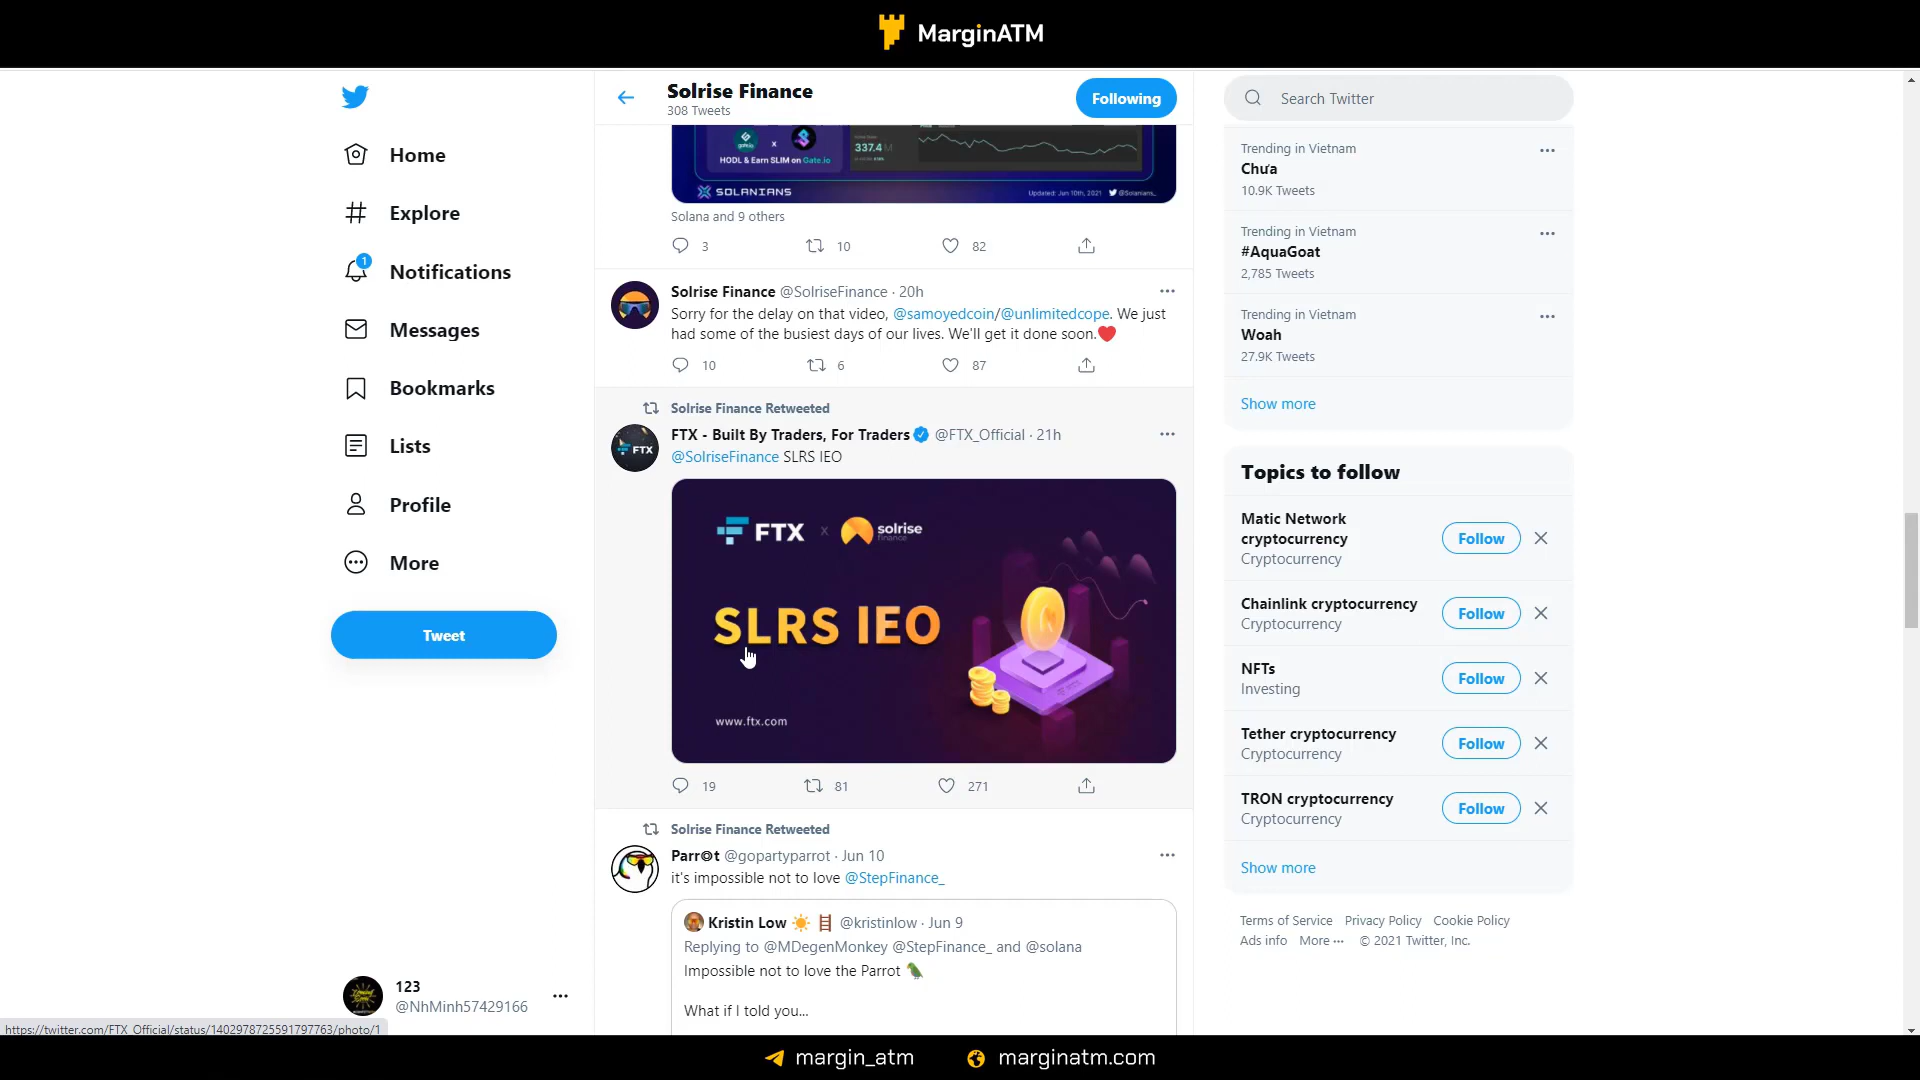 MarginATM
Solrise Finance
308 Tweets
Following
Search Twitter
Home
Explore
1
Notifications
Messages
Bookmarks
Lists
Profile
More
Tweet
123
@NhMinh57429166
https://twitter.com/FTX_Official/status/1402978725591797763/photo/1
gate.io x
HODL & Earn SLIM on Gate.io
337.4 M
SOLANIANS
Updated: Jun 10th, 2021 @Solanians_
Solana and 9 others
3 10 82
Solrise Finance @SolriseFinance · 20h
Sorry for the delay on that video, @samoyedcoin/@unlimitedcope. We just
had some of the busiest days of our lives. We'll get it done soon.❤️
10 6 87
Solrise Finance Retweeted
FTX - Built By Traders, For Traders @FTX_Official · 21h
@SolriseFinance SLRS IEO
FTX
FTX x solrise
finance
SLRS IEO
www.ftx.com
19 81 271
Solrise Finance Retweeted
Parr⊙t @gopartyparrot · Jun 10
it's impossible not to love @StepFinance_
Kristin Low ☀️ 🪜 @kristinlow · Jun 9
Replying to @MDegenMonkey @StepFinance_ and @solana
Impossible not to love the Parrot 🦜
What if I told you...
Trending in Vietnam
Chưa
10.9K Tweets
Trending in Vietnam
#AquaGoat
2,785 Tweets
Trending in Vietnam
Woah
27.9K Tweets
Show more
Topics to follow
Matic Network
cryptocurrency
Cryptocurrency
Follow
Chainlink cryptocurrency
Cryptocurrency
Follow
NFTs
Investing
Follow
Tether cryptocurrency
Cryptocurrency
Follow
TRON cryptocurrency
Cryptocurrency
Follow
Show more
Terms of Service Privacy Policy Cookie Policy
Ads info More ··· © 2021 Twitter, Inc.
margin_atm marginatm.com